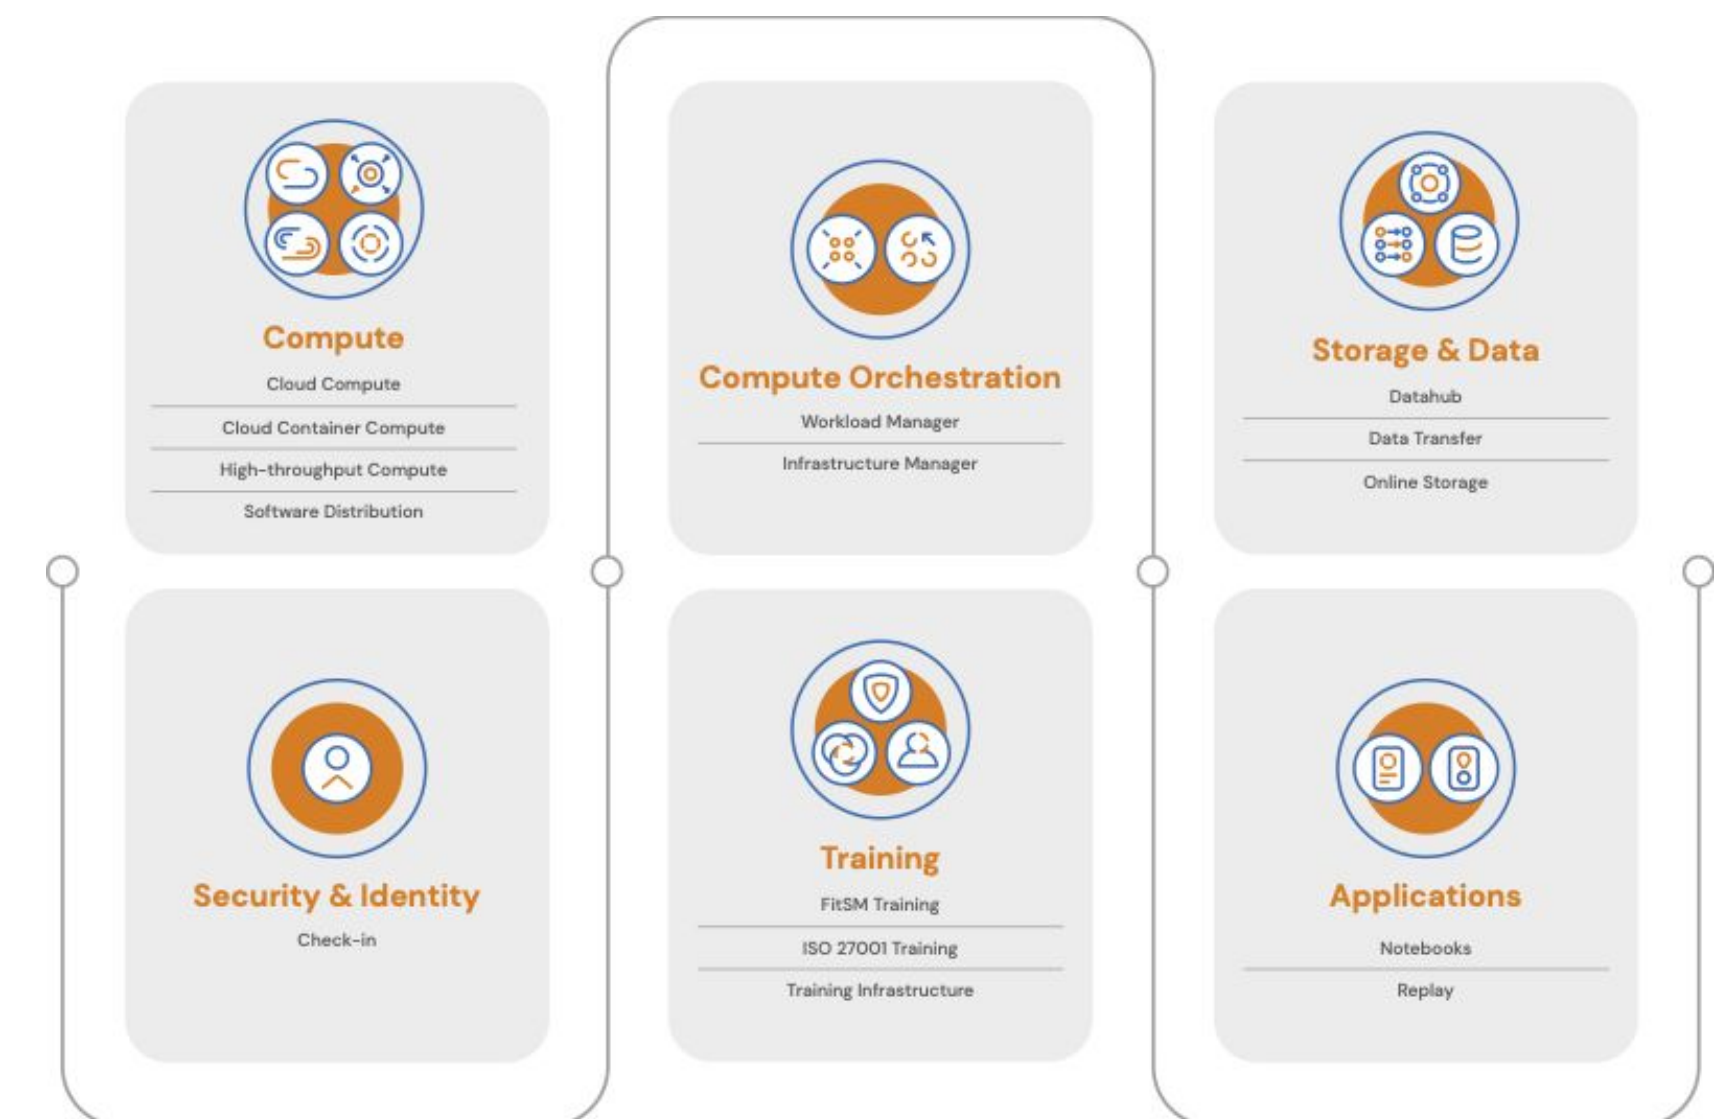 Compute
Cloud Compute
Cloud Container Compute
High-throughput Compute
Software Distribution
Compute Orchestration
Workload Manager
Infrastructure Manager
Storage & Data
Datahub
Data Transfer
Online Storage
Security & Identity
Check-in
Training
FitSM Training
ISO 27001 Training
Training Infrastructure
Applications
Notebooks
Replay